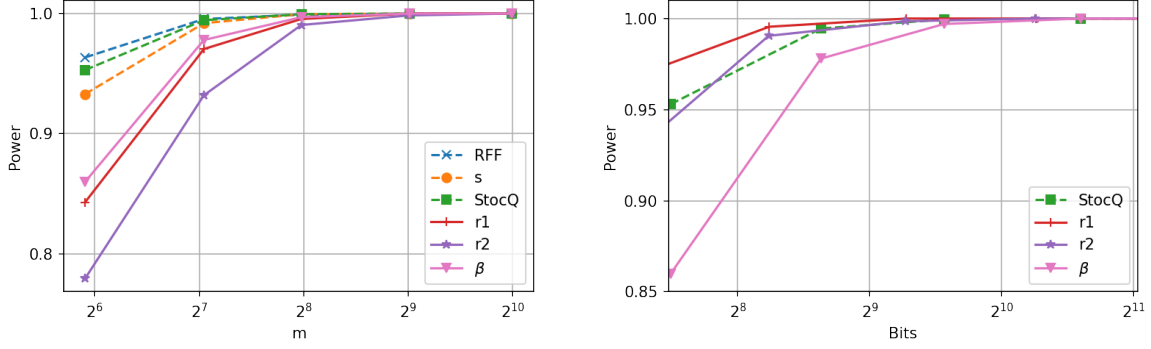 1.0
0.9
0.8
Power
2^6
2^7
2^8
2^9
2^10
m
RFF
s
StocQ
r1
r2
β
1.00
0.95
0.90
0.85
Power
2^8
2^9
2^10
2^11
Bits
StocQ
r1
r2
β